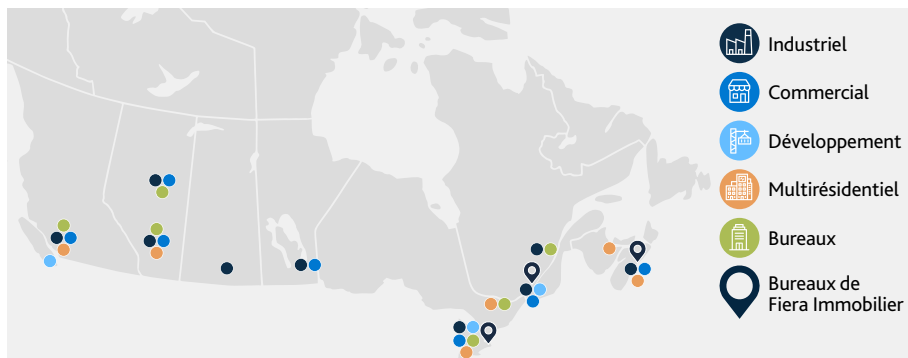 Industriel
Commercial
Développement
Multirésidentiel
Bureaux
Bureaux de
Fiera Immobilier